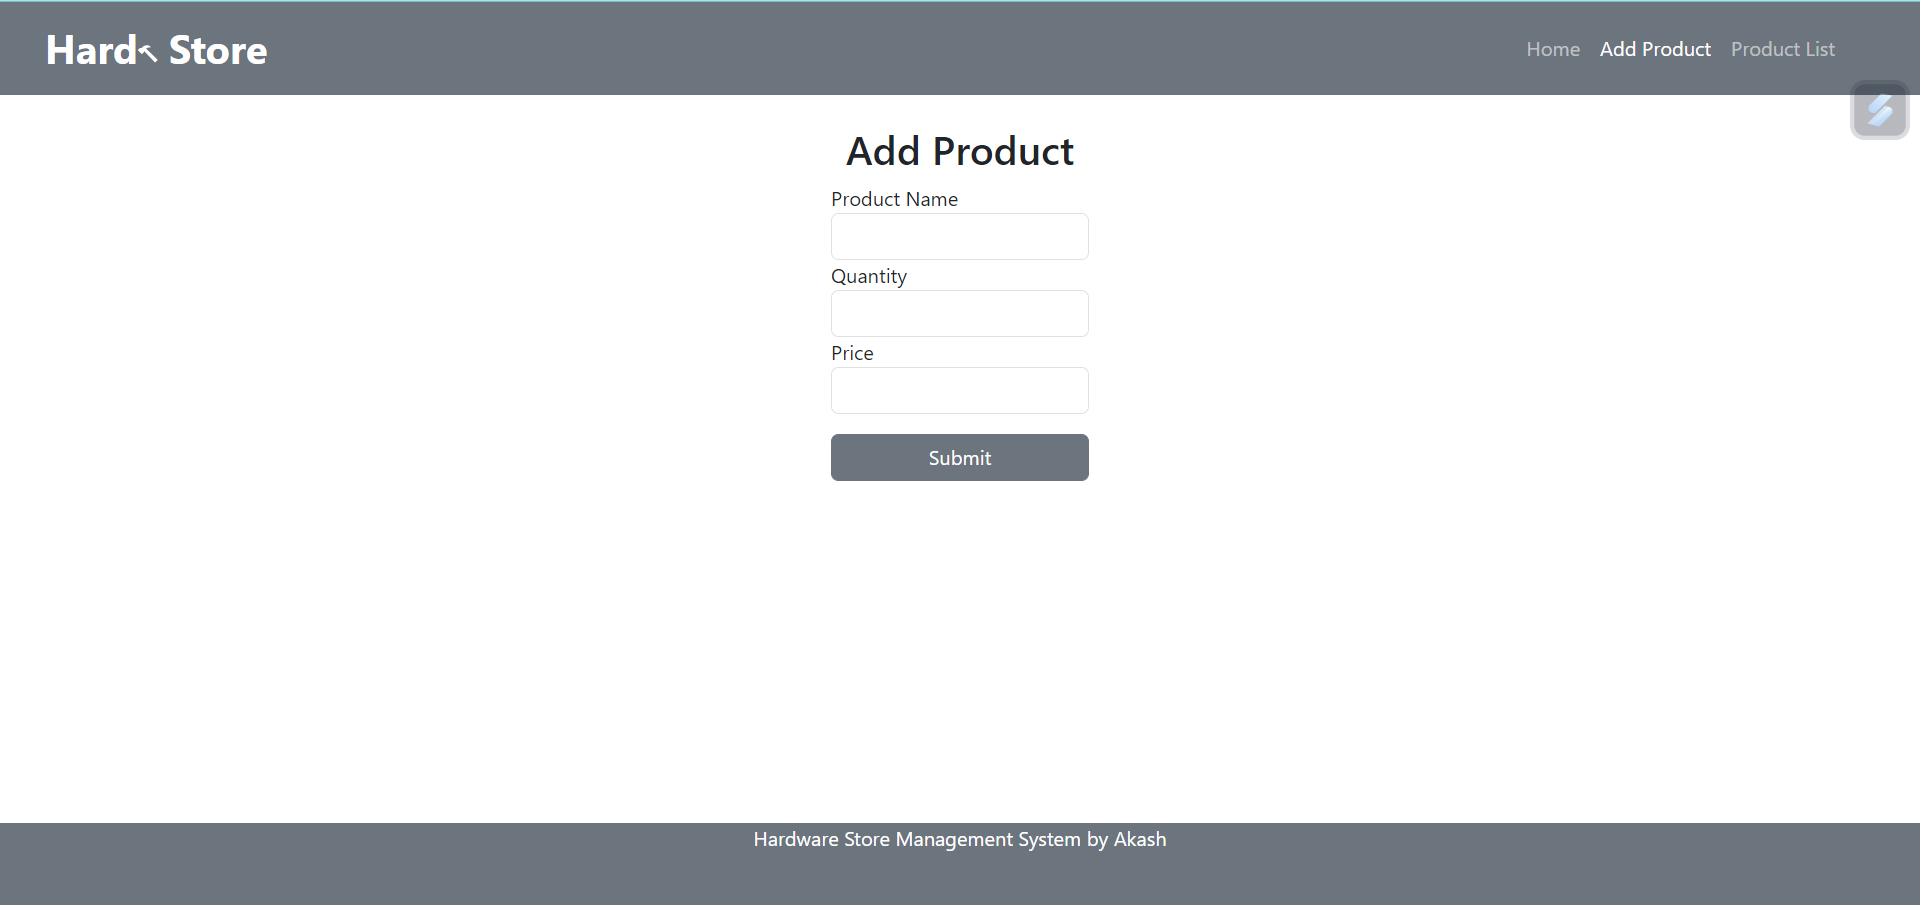 Hard Store
Home Add Product Product List
Add Product
Product Name
Quantity
Price
Submit
Hardware Store Management System by Akash